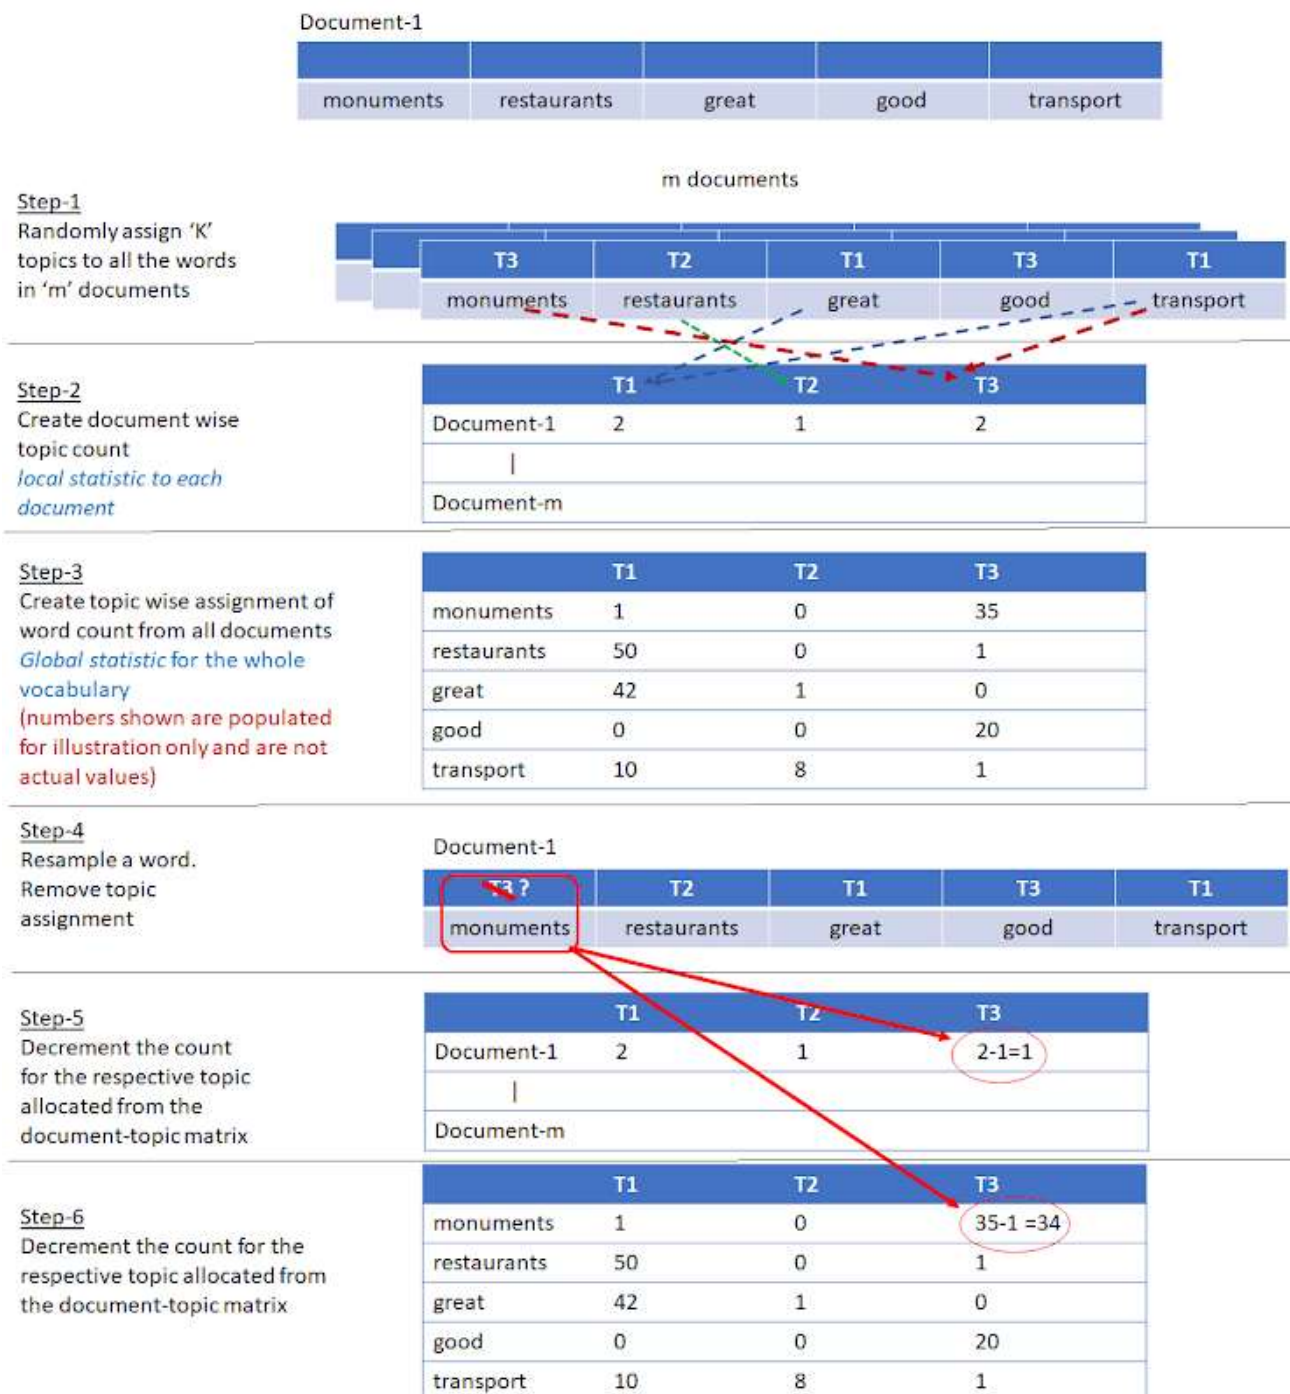 Document-1
monuments restaurants great good transport
m documents
Step-1
Randomly assign 'K'
topics to all the words
in 'm' documents
T3 T2 T1 T3 T1
monuments restaurants great good transport
Step-2
Create document wise
topic count
local statistic to each
document
T1 T2 T3
Document-1 2 1 2
|
Document-m
Step-3
Create topic wise assignment of
word count from all documents
Global statistic for the whole
vocabulary
(numbers shown are populated
for illustration only and are not
actual values)
T1 T2 T3
monuments 1 0 35
restaurants 50 0 1
great 42 1 0
good 0 0 20
transport 10 8 1
Step-4
Resample a word.
Remove topic
assignment
Document-1
T3 ? T2 T1 T3 T1
monuments restaurants great good transport
Step-5
Decrement the count
for the respective topic
allocated from the
document-topic matrix
T1 T2 T3
Document-1 2 1 2-1=1
|
Document-m
Step-6
Decrement the count for the
respective topic allocated from
the document-topic matrix
T1 T2 T3
monuments 1 0 35-1 =34
restaurants 50 0 1
great 42 1 0
good 0 0 20
transport 10 8 1